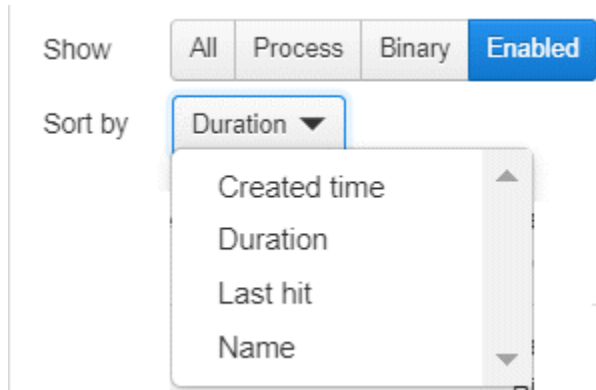 Show All Process Binary Enabled
Sort by Duration
Created time
Duration
Last hit
Name